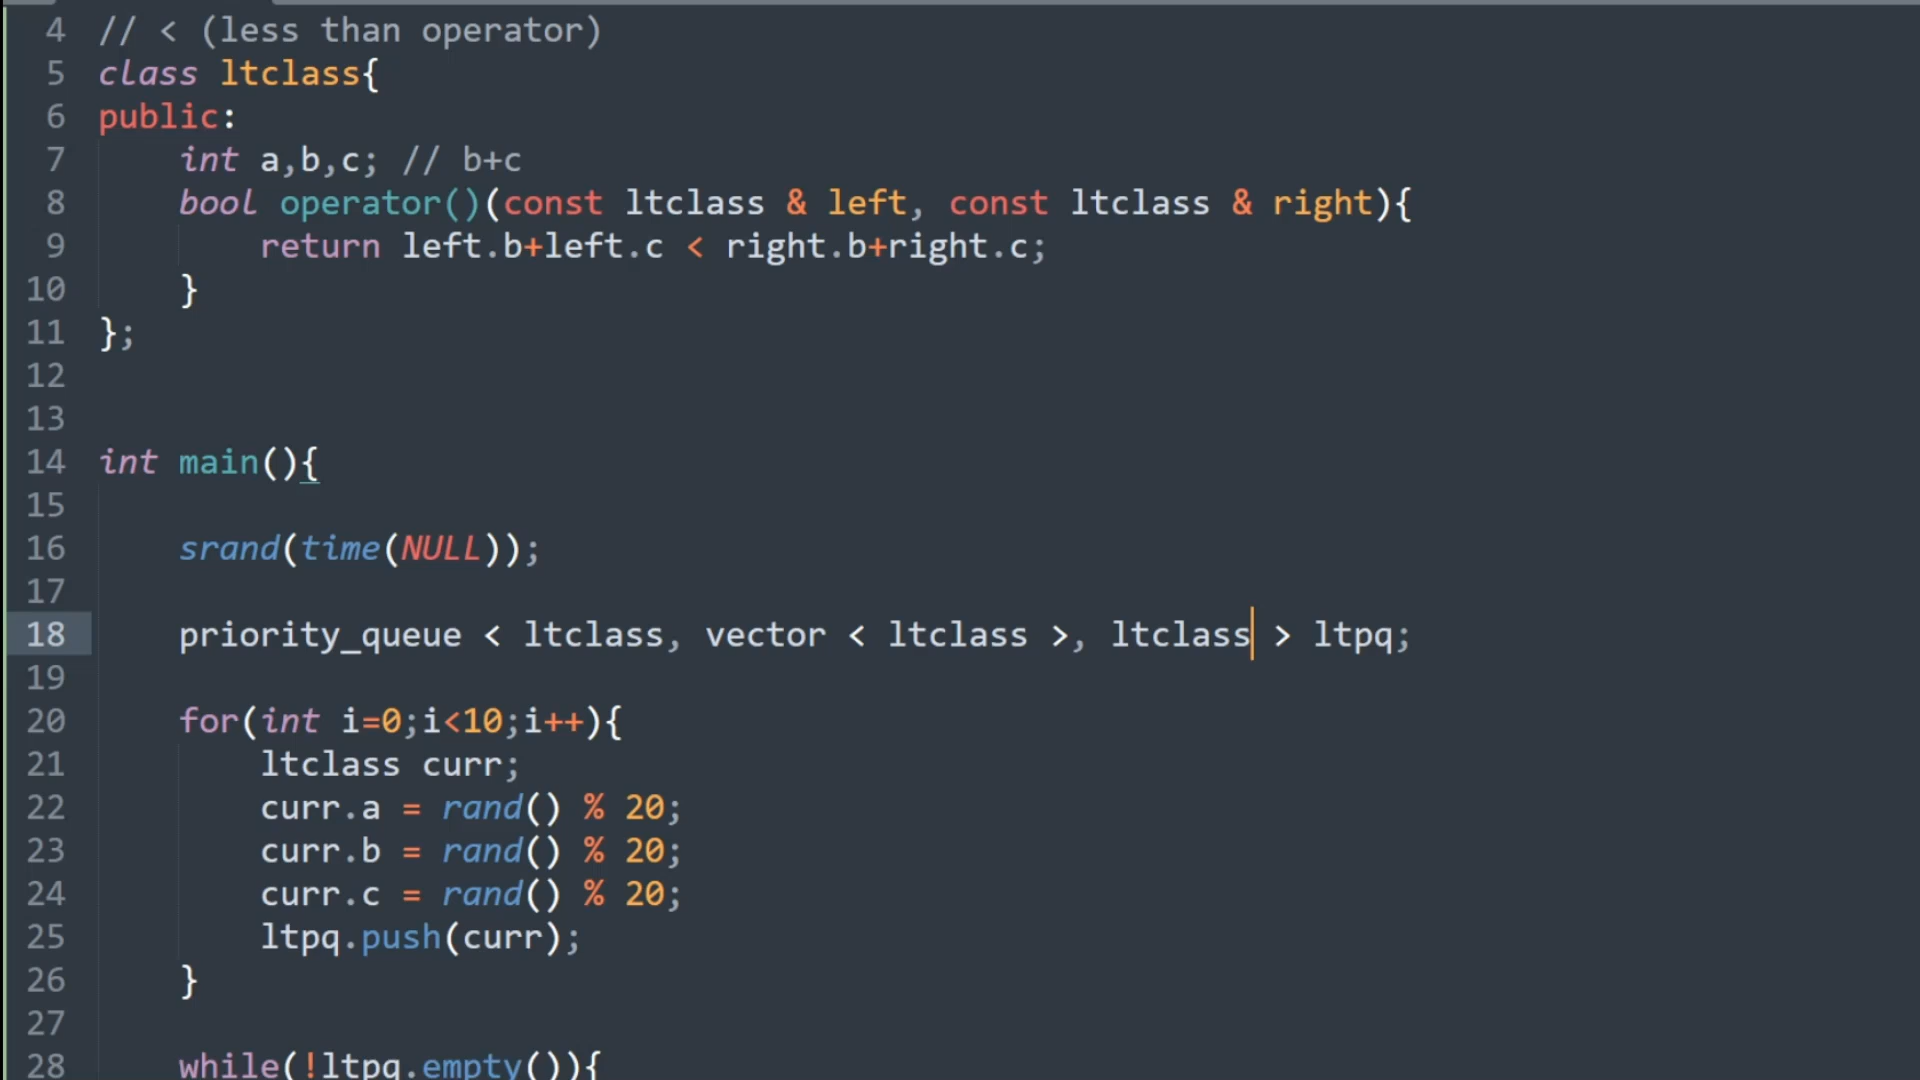 4 // < (less than operator)
5 class ltclass{
6 public:
7 int a,b,c; // b+c
8 bool operator()(const ltclass & left, const ltclass & right){
9 return left.b+left.c < right.b+right.c;
10 }
11 };
12
13
14 int main(){
15
16 srand(time(NULL));
17
18 priority_queue < ltclass, vector < ltclass >, ltclass > ltpq;
19
20 for(int i=0;i<10;i++){
21 ltclass curr;
22 curr.a = rand() % 20;
23 curr.b = rand() % 20;
24 curr.c = rand() % 20;
25 ltpq.push(curr);
26 }
27
28 while(!ltpq.empty()){